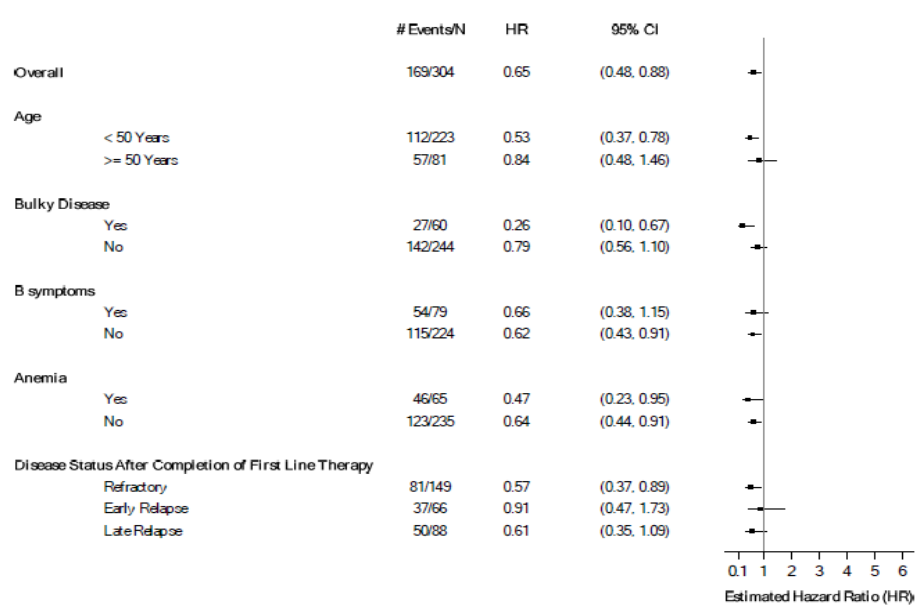 # Events/N HR 95% CI
Overall 169/304 0.65 (0.48, 0.88)
Age
< 50 Years 112/223 0.53 (0.37, 0.78)
>= 50 Years 57/81 0.84 (0.48, 1.46)
Bulky Disease
Yes 27/60 0.26 (0.10, 0.67)
No 142/244 0.79 (0.56, 1.10)
B symptoms
Yes 54/79 0.66 (0.38, 1.15)
No 115/224 0.62 (0.43, 0.91)
Anemia
Yes 46/65 0.47 (0.23, 0.95)
No 123/235 0.64 (0.44, 0.91)
Disease Status After Completion of First Line Therapy
Refractory 81/149 0.57 (0.37, 0.89)
Early Relapse 37/66 0.91 (0.47, 1.73)
Late Relapse 50/88 0.61 (0.35, 1.09)
0.1 1 2 3 4 5 6
Estimated Hazard Ratio (HR)